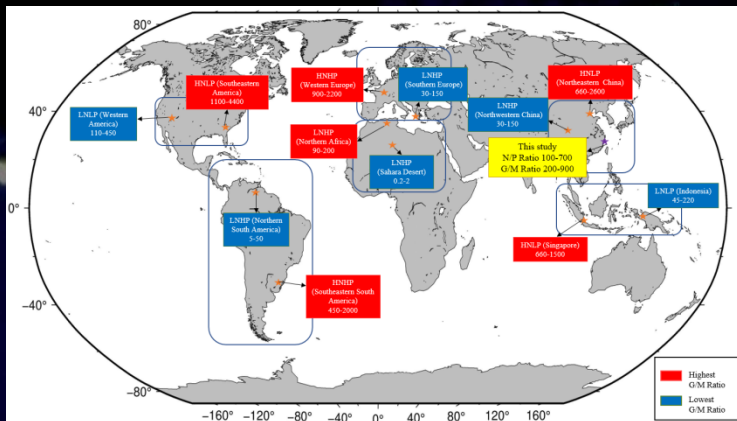 80°
40°
0°
−40°
−80°
−160° −120° −80° −40° 0° 40° 80° 120° 160°
HNLP (Southeastern
America)
1100-4400
LNLP (Western
America)
110-450
HNHP
(Western Europe)
900-2200
LNHP
(Southern Europe)
30-150
HNLP
(Northeastern China)
660-2600
LNHP
(Northwestern China)
30-150
LNHP
(Northern Africa)
90-200
This study
N/P Ratio 100-700
G/M Ratio 200-900
LNHP
(Sahara Desert)
0.2-2
LNHP (Northern
South America)
5-50
LNLP (Indonesia)
45-220
HNLP (Singapore)
660-1500
HNHP
(Southeastern South
America)
450-2000
Highest
G/M Ratio
Lowest
G/M Ratio